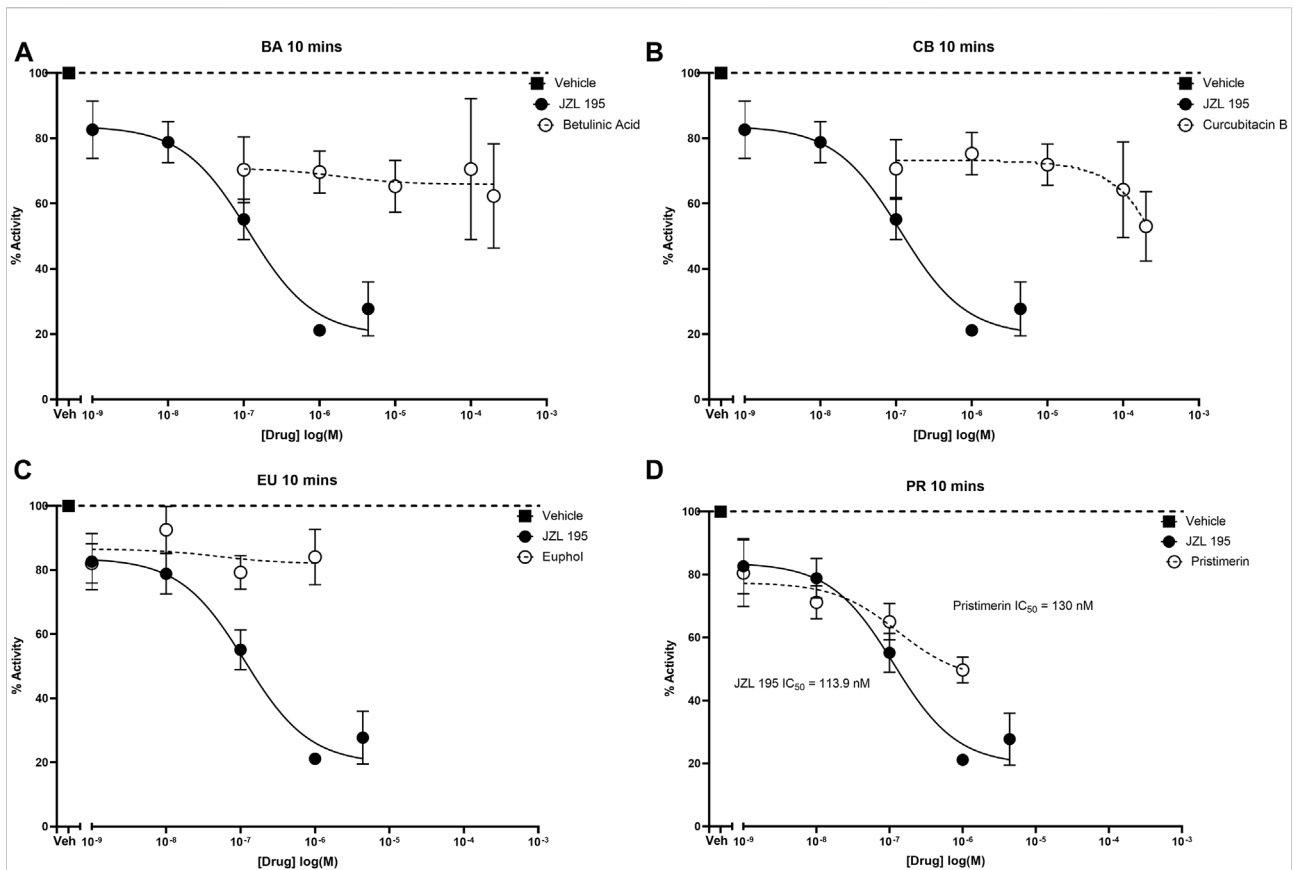 A
BA 10 mins
100
80
60
40
20
0
% Activity
Vehicle
JZL 195
Betulinic Acid
Veh 10-9 10-8 10-7 10-6 10-5 10-4 10-3
[Drug] log(M)
B
CB 10 mins
100
80
60
40
20
0
% Activity
Vehicle
JZL 195
Curcubitacin B
Veh 10-9 10-8 10-7 10-6 10-5 10-4 10-3
[Drug] log(M)
C
EU 10 mins
100
80
60
40
20
0
% Activity
Vehicle
JZL 195
Euphol
Veh 10-9 10-8 10-7 10-6 10-5 10-4 10-3
[Drug] log(M)
D
PR 10 mins
100
80
60
40
20
0
% Activity
Vehicle
JZL 195
Pristimerin
Pristimerin IC50 = 130 nM
JZL 195 IC50 = 113.9 nM
Veh 10-9 10-8 10-7 10-6 10-5 10-4 10-3
[Drug] log(M)